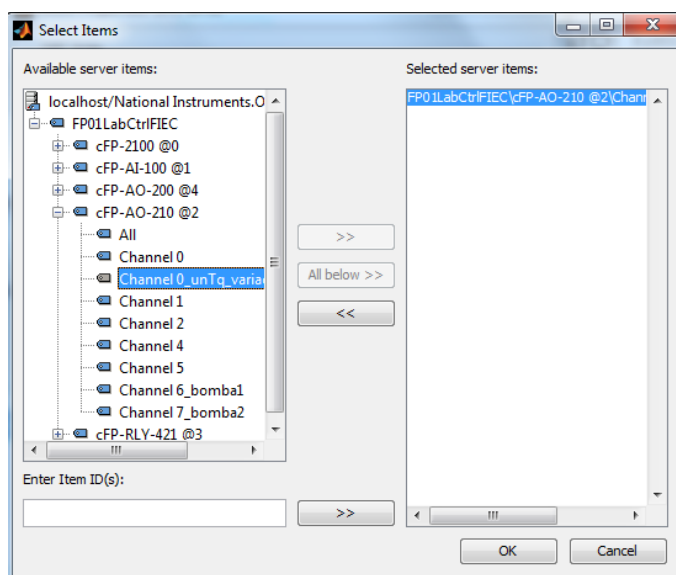 Select Items
Available server items:
Selected server items:
localhost/National Instruments.O
FP01LabCtrlFIEC
cFP-2100 @0
cFP-AI-100 @1
cFP-AO-200 @4
cFP-AO-210 @2
All
Channel 0
Channel 0_unTq_varia
Channel 1
Channel 2
Channel 4
Channel 5
Channel 6_bomba1
Channel 7_bomba2
cFP-RLY-421 @3
>>
All below >>
<<
FP01LabCtrlFIEC\cFP-AO-210 @2\Chann
Enter Item ID(s):
>>
OK
Cancel